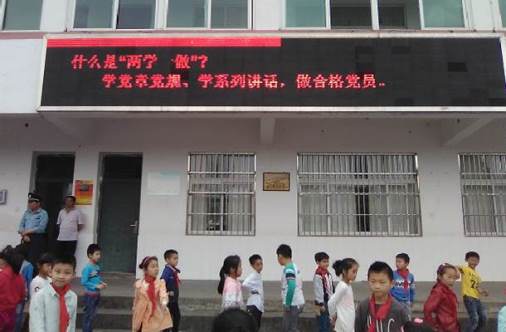 什么是“两学一做”？
学党章党规、学系列讲话，做合格党员..